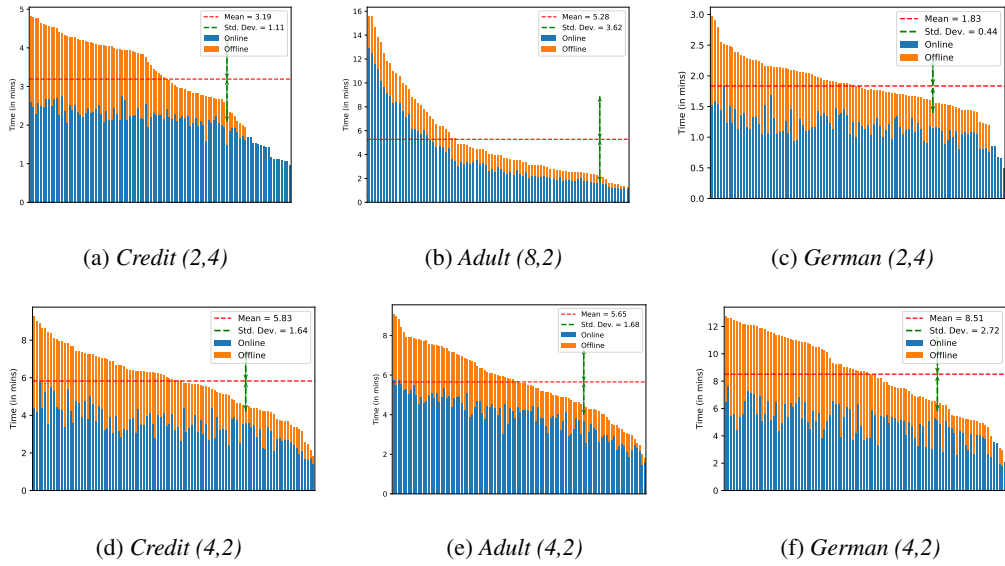 Mean = 3.19
Std. Dev. = 1.11
Online
Offline
Time (in mins)
5
4
3
2
1
0
(a) Credit (2,4)
Mean = 5.28
Std. Dev. = 3.62
Online
Offline
Time (in mins)
16
14
12
10
8
6
4
2
0
(b) Adult (8,2)
Mean = 1.83
Std. Dev. = 0.44
Online
Offline
Time (in mins)
3.0
2.5
2.0
1.5
1.0
0.5
0.0
(c) German (2,4)
Mean = 5.83
Std. Dev. = 1.64
Online
Offline
Time (in mins)
8
6
4
2
0
(d) Credit (4,2)
Mean = 5.65
Std. Dev. = 1.68
Online
Offline
Time (in mins)
8
6
4
2
0
(e) Adult (4,2)
Mean = 8.51
Std. Dev. = 2.72
Online
Offline
Time (in mins)
12
10
8
6
4
2
0
(f) German (4,2)